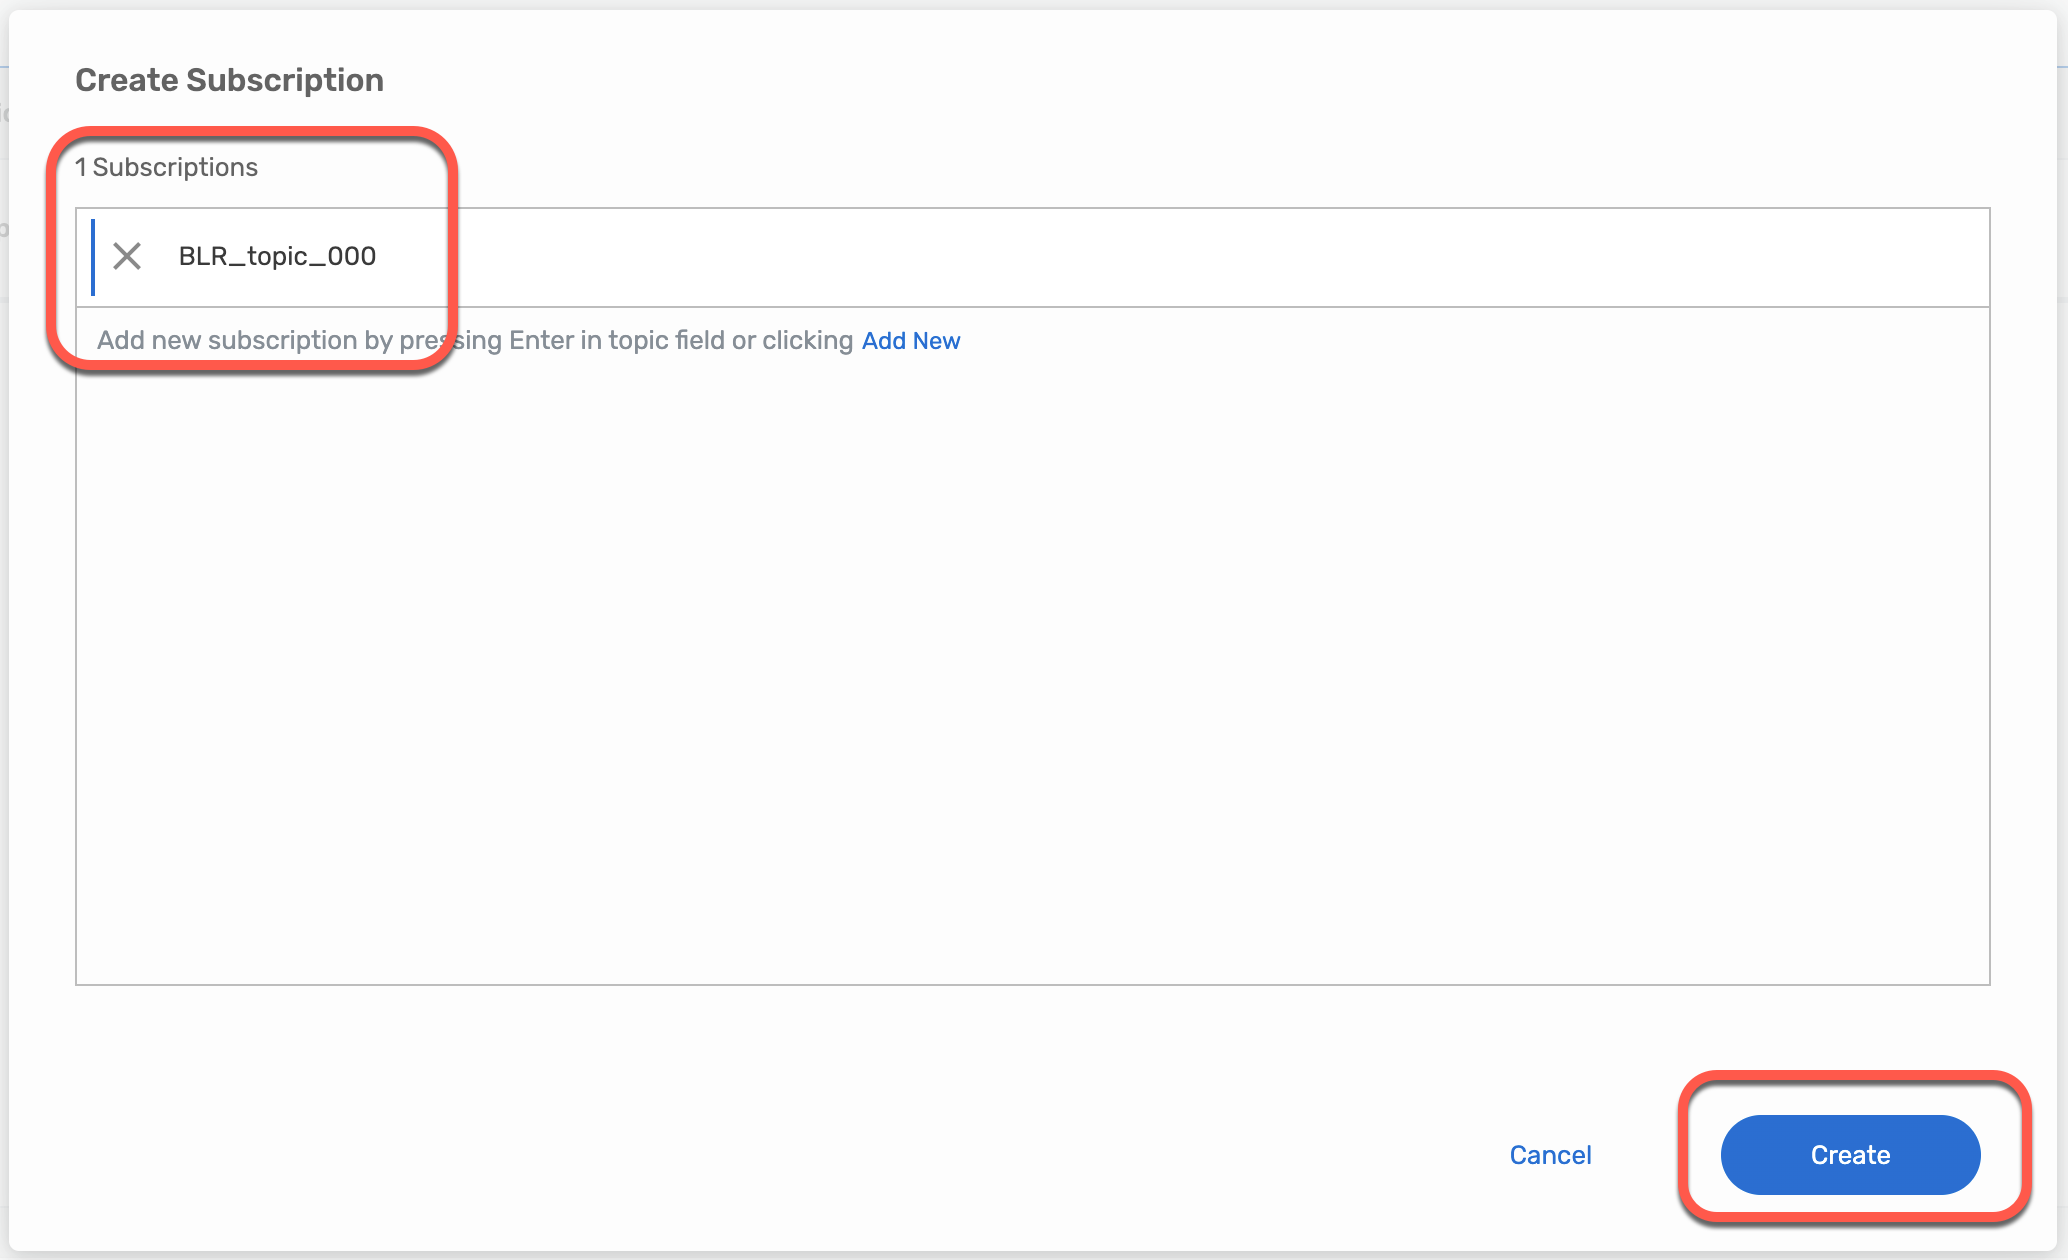 Create Subscription
1 Subscriptions
BLR_topic_000
Add new subscription by pressing Enter in topic field or clicking Add New
Cancel
Create